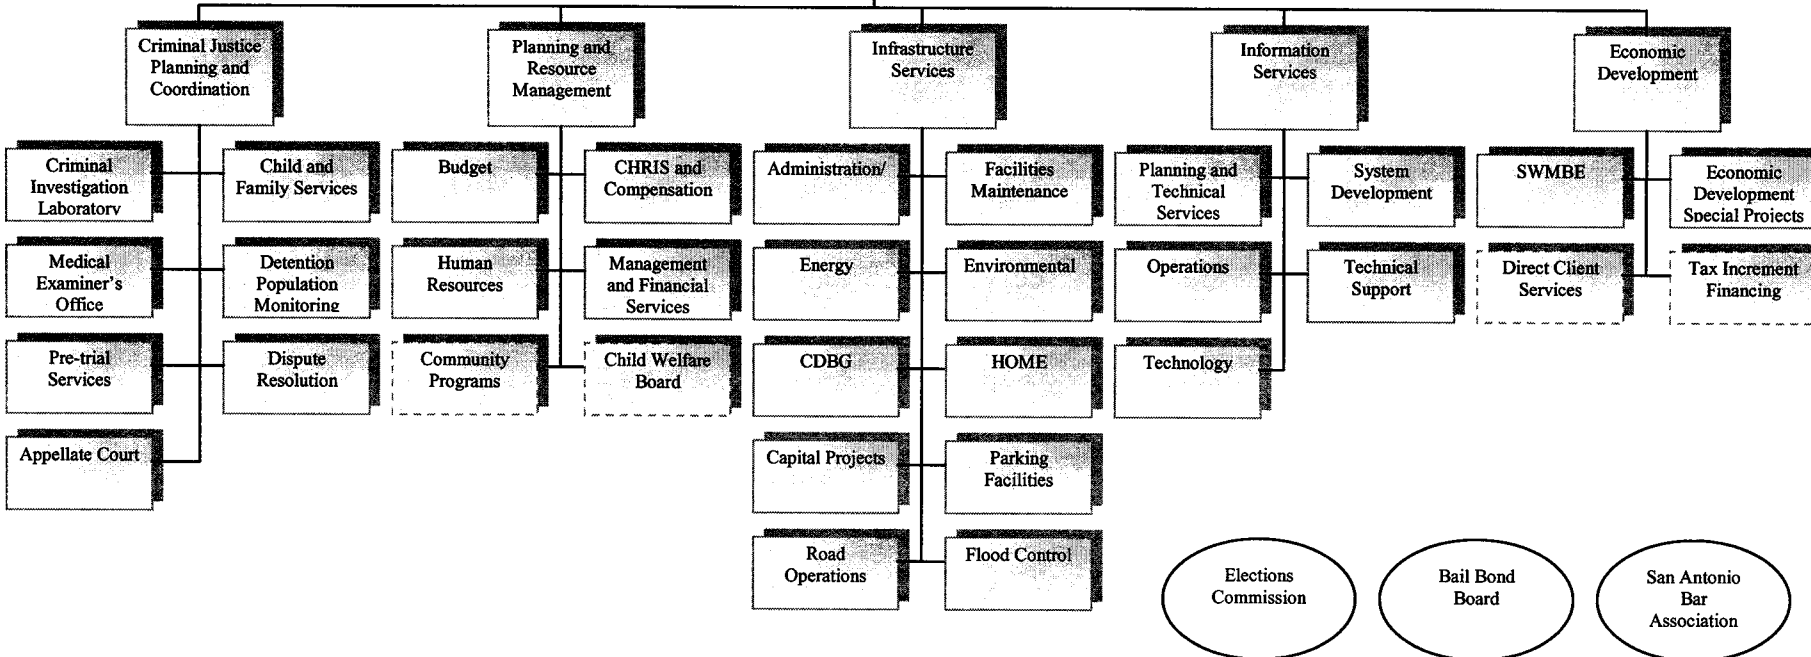 Criminal Justice
Planning and
Coordination
Planning and
Resource
Management
Infrastructure
Services
Information
Services
Economic
Development
Criminal
Investigation
Laboratory
Child and
Family Services
Budget
CHRIS and
Compensation
Administration/
Facilities
Maintenance
Planning and
Technical
Services
System
Development
SWMBE
Economic
Development
Special Projects
Medical
Examiner's
Office
Detention
Population
Monitoring
Human
Resources
Management
and Financial
Services
Energy
Environmental
Operations
Technical
Support
Direct Client
Services
Tax Increment
Financing
Pre-trial
Services
Dispute
Resolution
Community
Programs
Child Welfare
Board
CDBG
HOME
Technology
Appellate Court
Capital Projects
Parking
Facilities
Road
Operations
Flood Control
Elections
Commission
Bail Bond
Board
San Antonio
Bar
Association